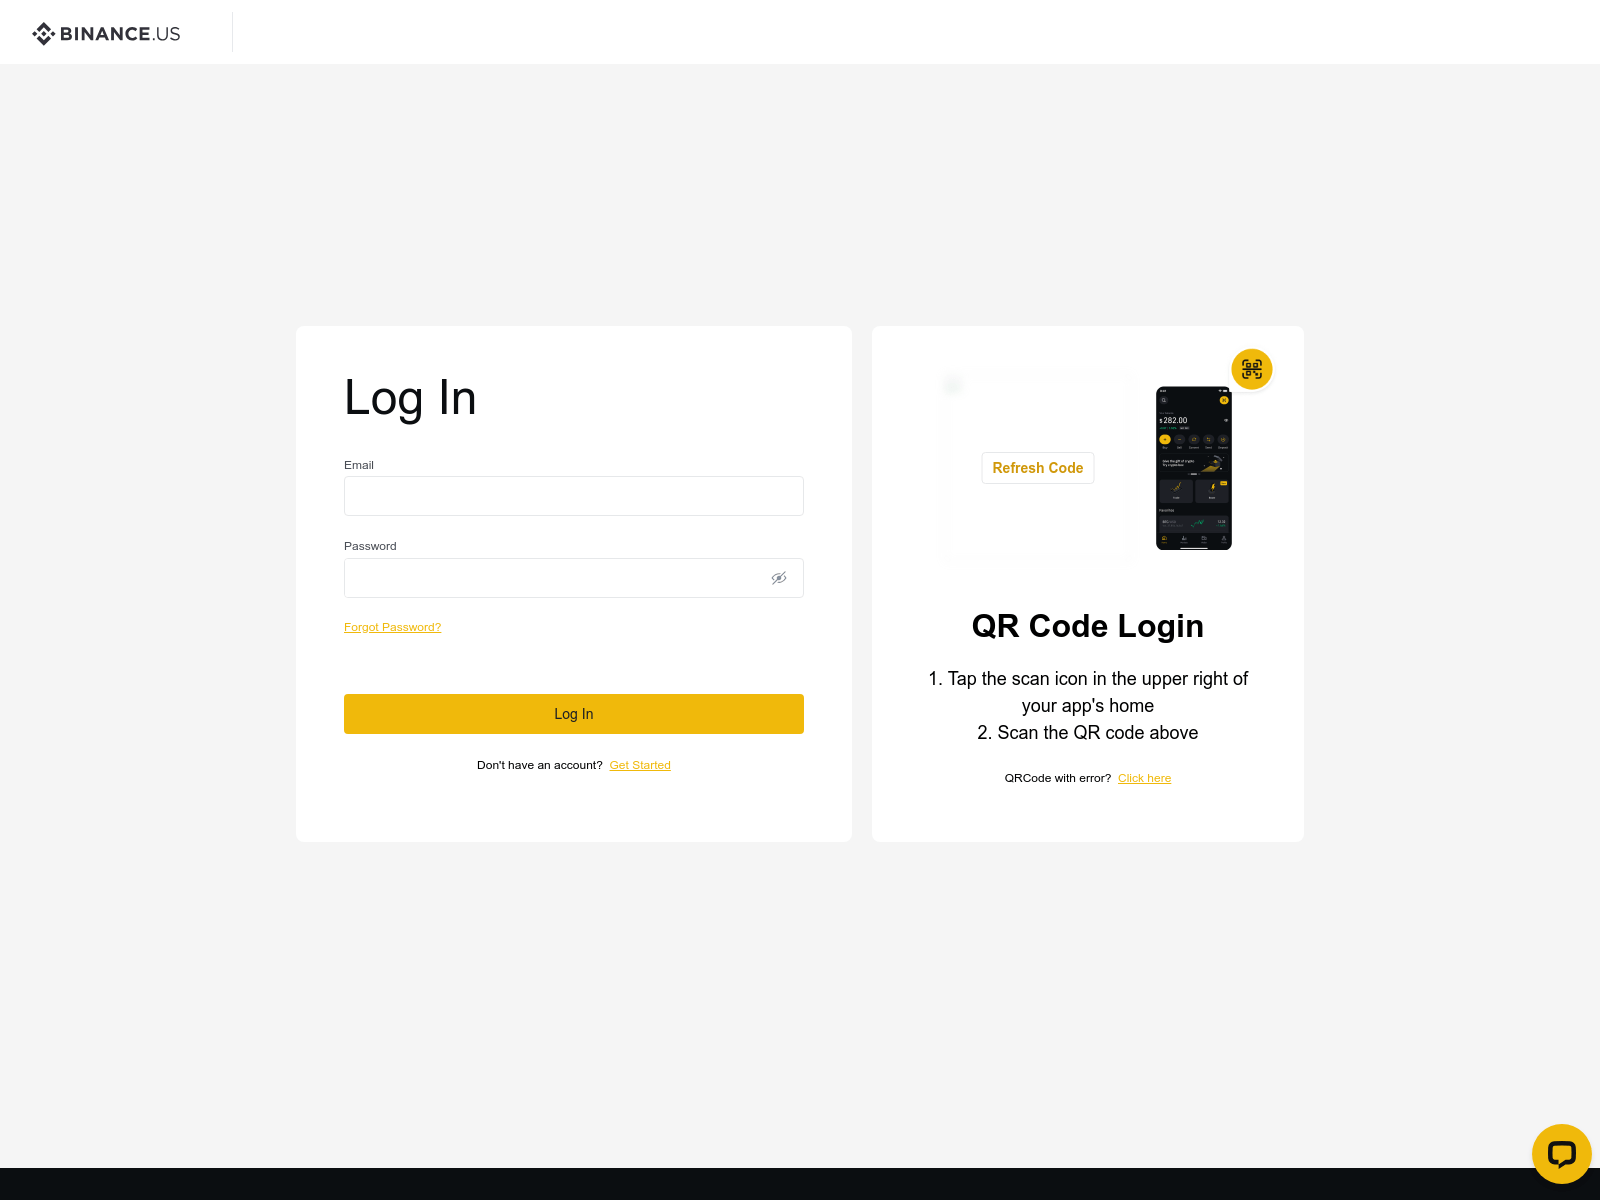 BINANCE.US
Log In
Email
Password
Forgot Password?
Log In
Don't have an account? Get Started
Refresh Code
$282.00
QR Code Login
1. Tap the scan icon in the upper right of
your app's home
2. Scan the QR code above
QRCode with error? Click here